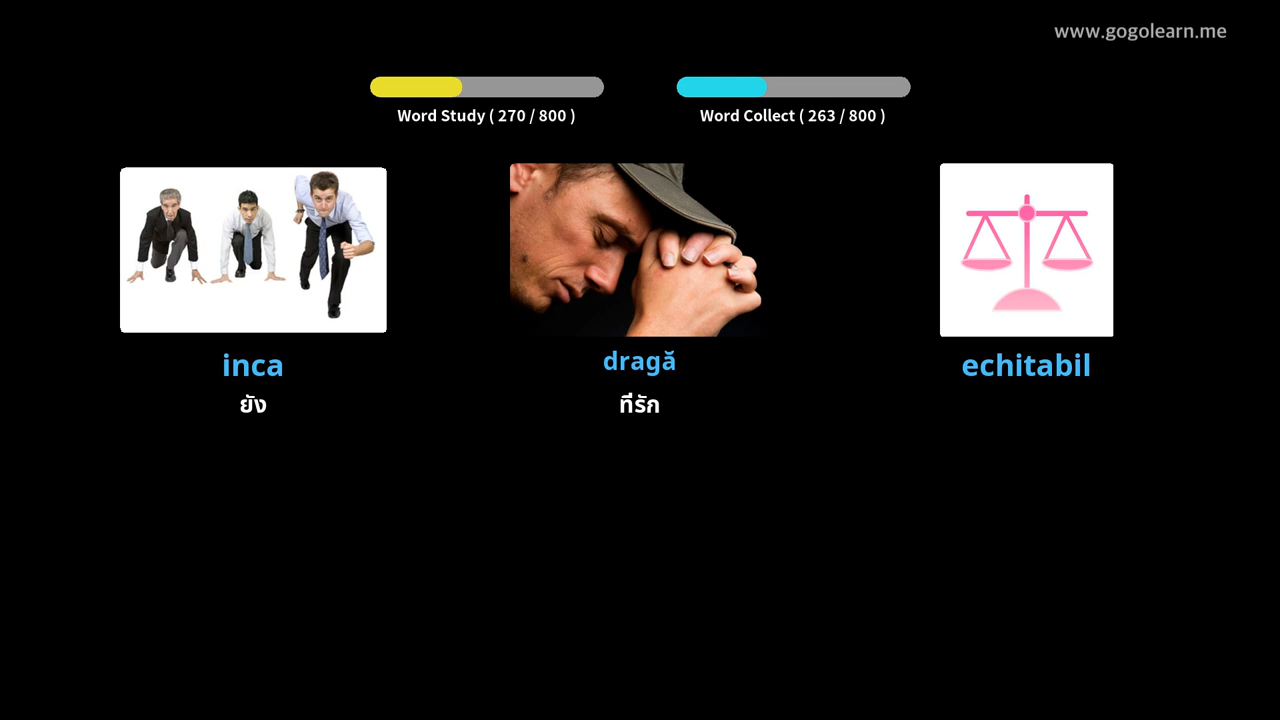 www.gogolearn.me
Word Study ( 270 / 800 )
Word Collect ( 263 / 800 )
inca
dragă
echitabil
ยัง
ที่รัก